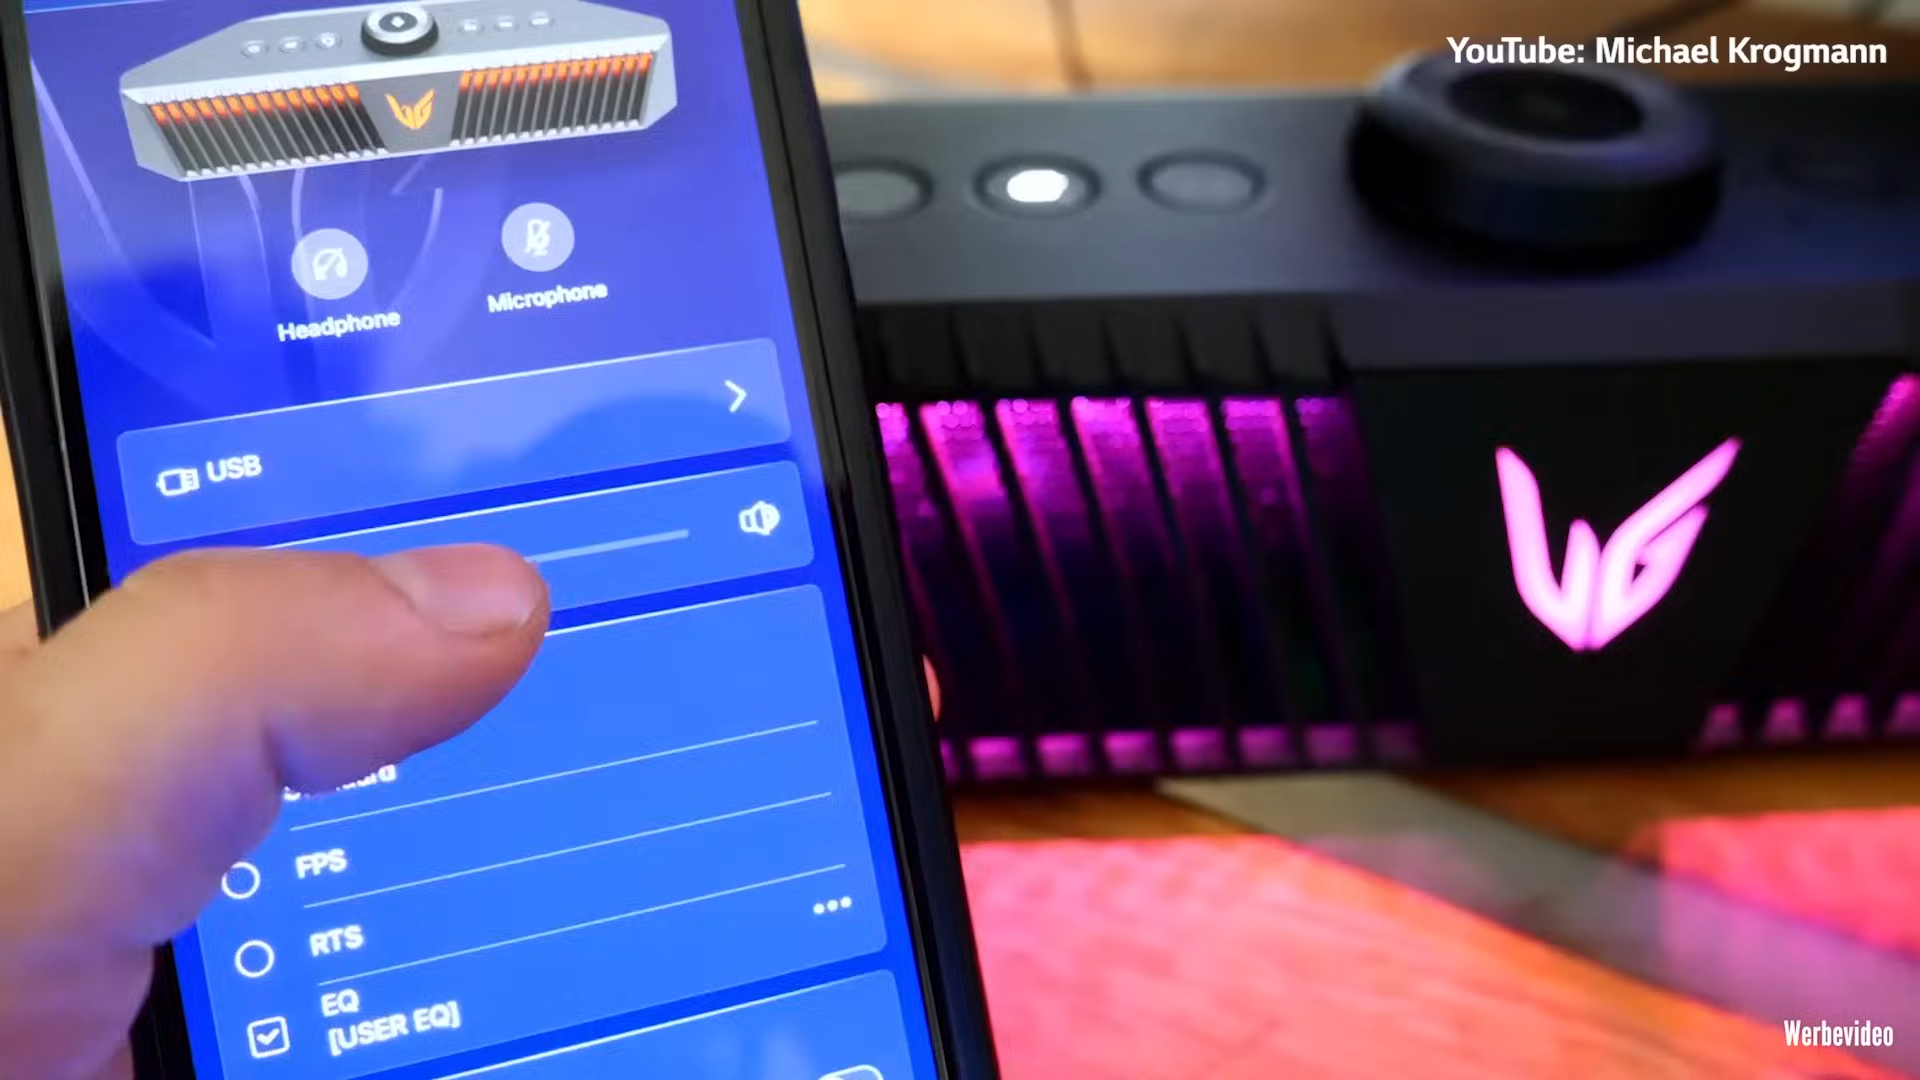 YouTube: Michael Krogmann
Headphone
Microphone
USB
FPS
RTS
EQ
[USER EQ]
Werbevideo